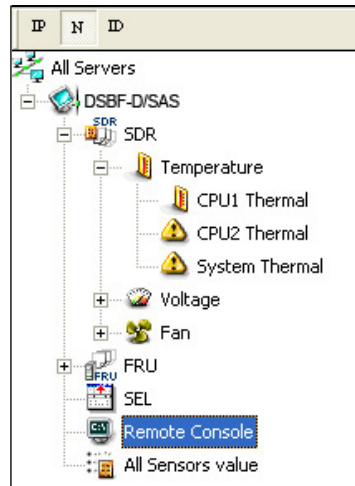 IP N ID
All Servers
DSBF-D/SAS
SDR SDR
Temperature
CPU1 Thermal
CPU2 Thermal
System Thermal
Voltage
Fan
FRU FRU
SEL
C:\ Remote Console
All Sensors value